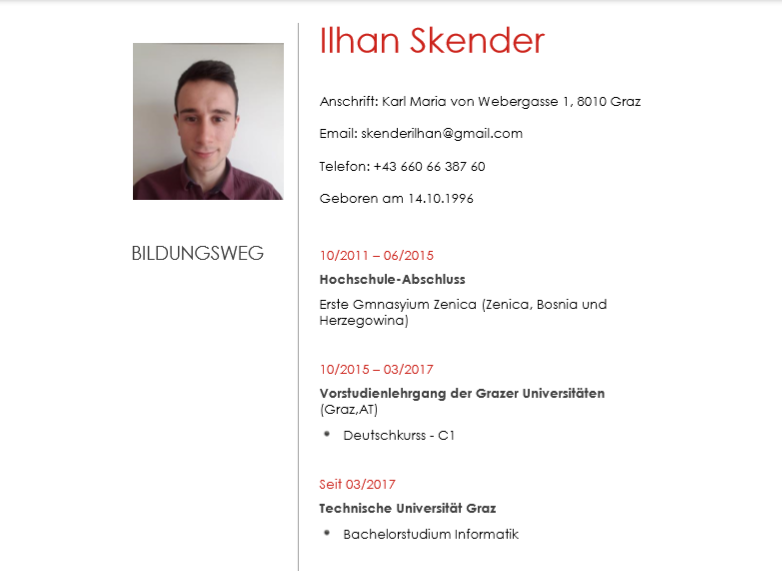 Ilhan Skender
Anschrift: Karl Maria von Webergasse 1, 8010 Graz
Email: skenderilhan@gmail.com
Telefon: +43 660 66 387 60
Geboren am 14.10.1996
BILDUNGSWEG
10/2011 – 06/2015
Hochschule-Abschluss
Erste Gmnasyium Zenica (Zenica, Bosnia und
Herzegowina)
10/2015 – 03/2017
Vorstudienlehrgang der Grazer Universitäten
(Graz,AT)
Deutschkurss - C1
Seit 03/2017
Technische Universität Graz
Bachelorstudium Informatik